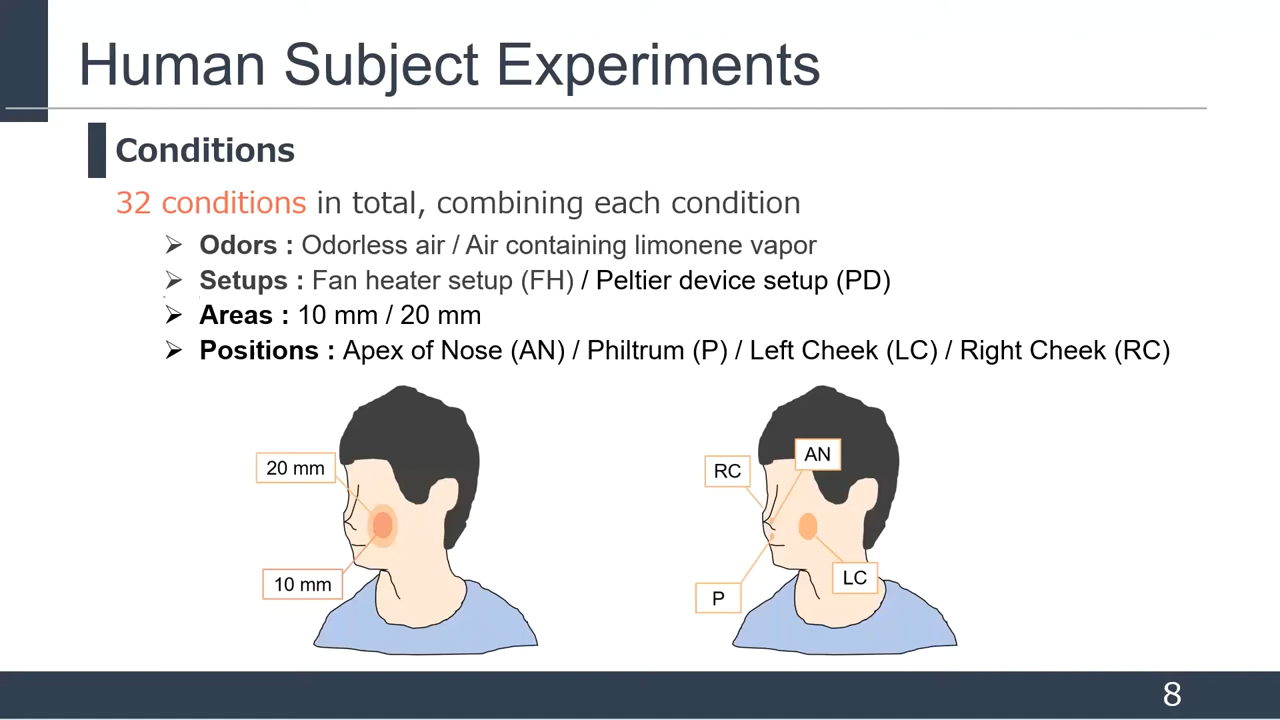 Human Subject Experiments
Conditions
32 conditions in total, combining each condition
➢ Odors : Odorless air / Air containing limonene vapor
➢ Setups : Fan heater setup (FH) / Peltier device setup (PD)
➢ Areas : 10 mm / 20 mm
➢ Positions : Apex of Nose (AN) / Philtrum (P) / Left Cheek (LC) / Right Cheek (RC)
20 mm
10 mm
AN
RC
LC
P
8